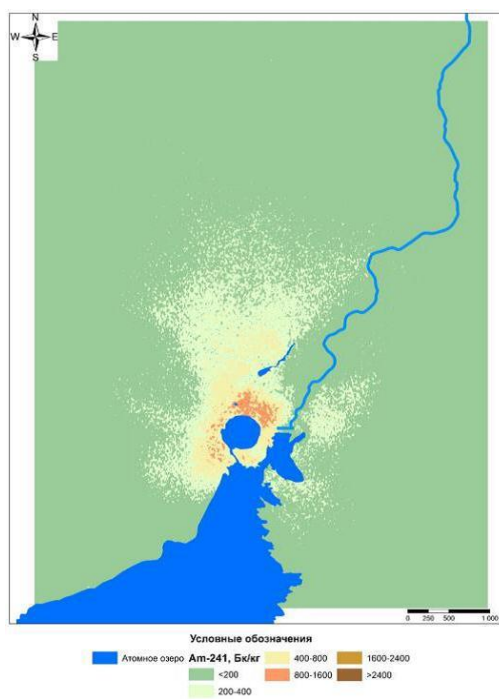 N
W E
S
0 250 500 1 000
Условные обозначения
Атомное озеро Am-241, Бк/кг 400-800 1600-2400
<200 800-1600 >2400
200-400